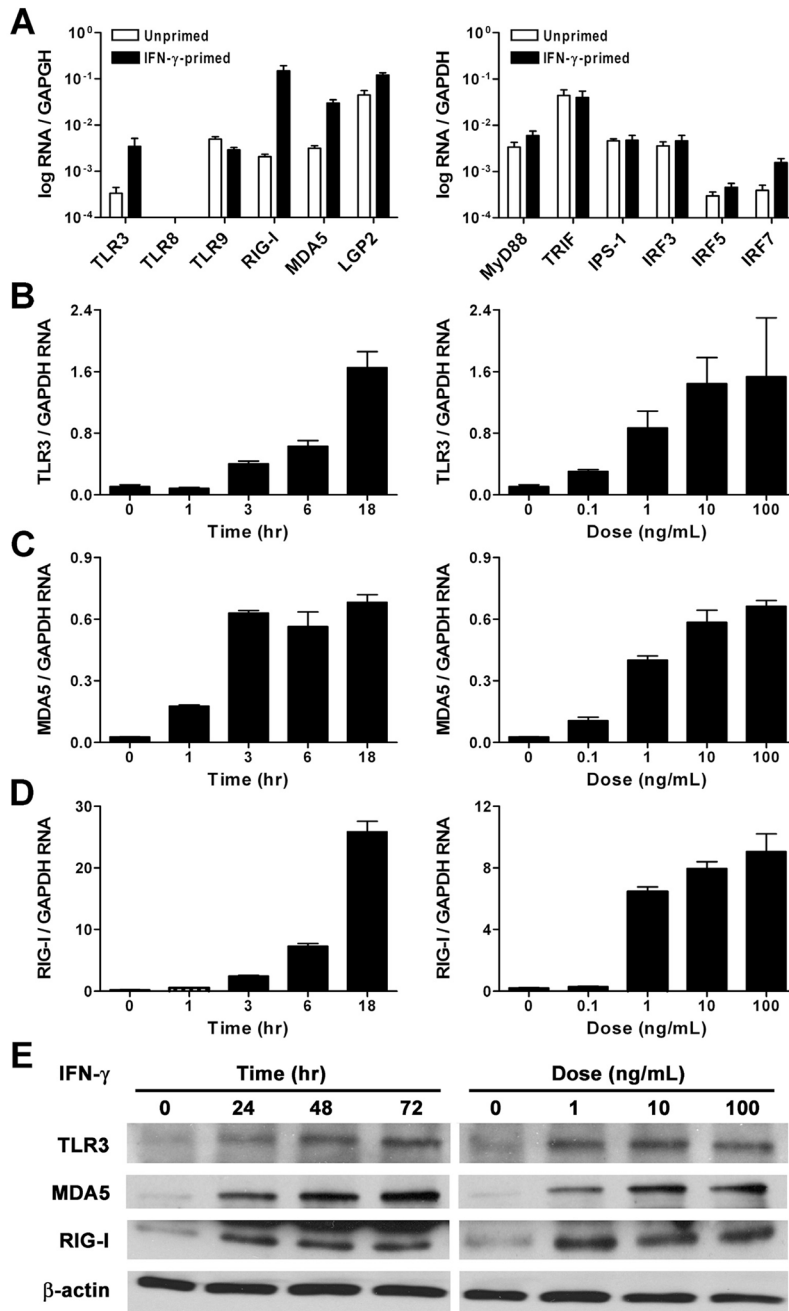 A
Unprimed
IFN-γ-primed
log RNA / GAPGH
10⁰
10⁻¹
10⁻²
10⁻³
10⁻⁴
TLR3 TLR8 TLR9 RIG-I MDA5 LGP2
Unprimed
IFN-γ-primed
log RNA / GAPDH
10⁰
10⁻¹
10⁻²
10⁻³
10⁻⁴
MyD88 TRIF IPS-1 IRF3 IRF5 IRF7
B
TLR3 / GAPDH RNA
2.4
1.6
0.8
0.0
0 1 3 6 18
Time (hr)
TLR3 / GAPDH RNA
2.4
1.6
0.8
0.0
0 0.1 1 10 100
Dose (ng/mL)
C
MDA5 / GAPDH RNA
0.9
0.6
0.3
0.0
0 1 3 6 18
Time (hr)
MDA5 / GAPDH RNA
0.9
0.6
0.3
0.0
0 0.1 1 10 100
Dose (ng/mL)
D
RIG-I / GAPDH RNA
30
20
10
0
0 1 3 6 18
Time (hr)
RIG-I / GAPDH RNA
12
8
4
0
0 0.1 1 10 100
Dose (ng/mL)
E
IFN-γ Time (hr) Dose (ng/mL)
0 24 48 72 0 1 10 100
TLR3
MDA5
RIG-I
β-actin